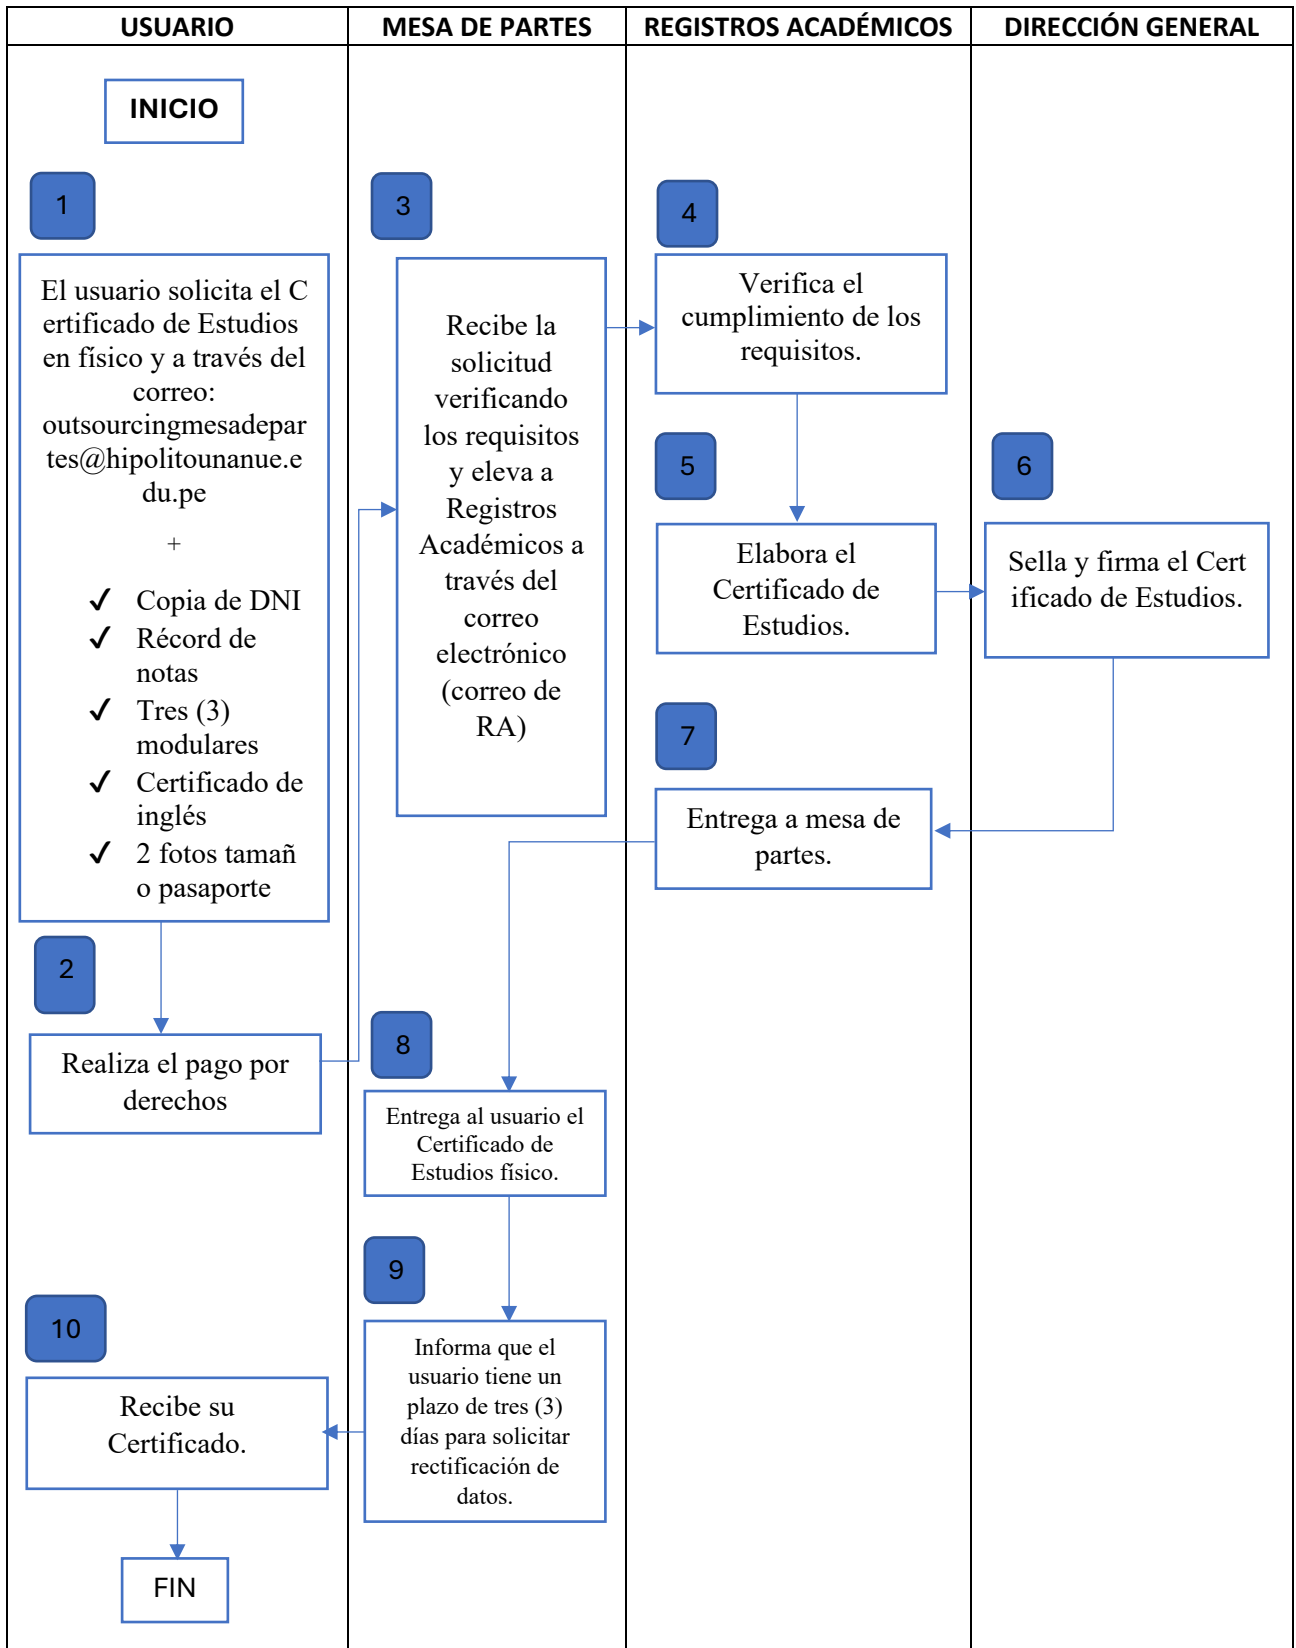 USUARIO
MESA DE PARTES
REGISTROS ACADÉMICOS
DIRECCIÓN GENERAL
INICIO
1
El usuario solicita el C
ertificado de Estudios
en físico y a través del
correo:
outsourcingmesadepar
tes@hipolitounanue.e
du.pe
+
✓ Copia de DNI
✓ Récord de
notas
✓ Tres (3)
modulares
✓ Certificado de
inglés
✓ 2 fotos tamañ
o pasaporte
2
Realiza el pago por
derechos
3
Recibe la
solicitud
verificando
los requisitos
y eleva a
Registros
Académicos a
través del
correo
electrónico
(correo de
RA)
4
Verifica el
cumplimiento de los
requisitos.
5
Elabora el
Certificado de
Estudios.
6
Sella y firma el Cert
ificado de Estudios.
7
Entrega a mesa de
partes.
8
Entrega al usuario el
Certificado de
Estudios físico.
9
Informa que el
usuario tiene un
plazo de tres (3)
días para solicitar
rectificación de
datos.
10
Recibe su
Certificado.
FIN